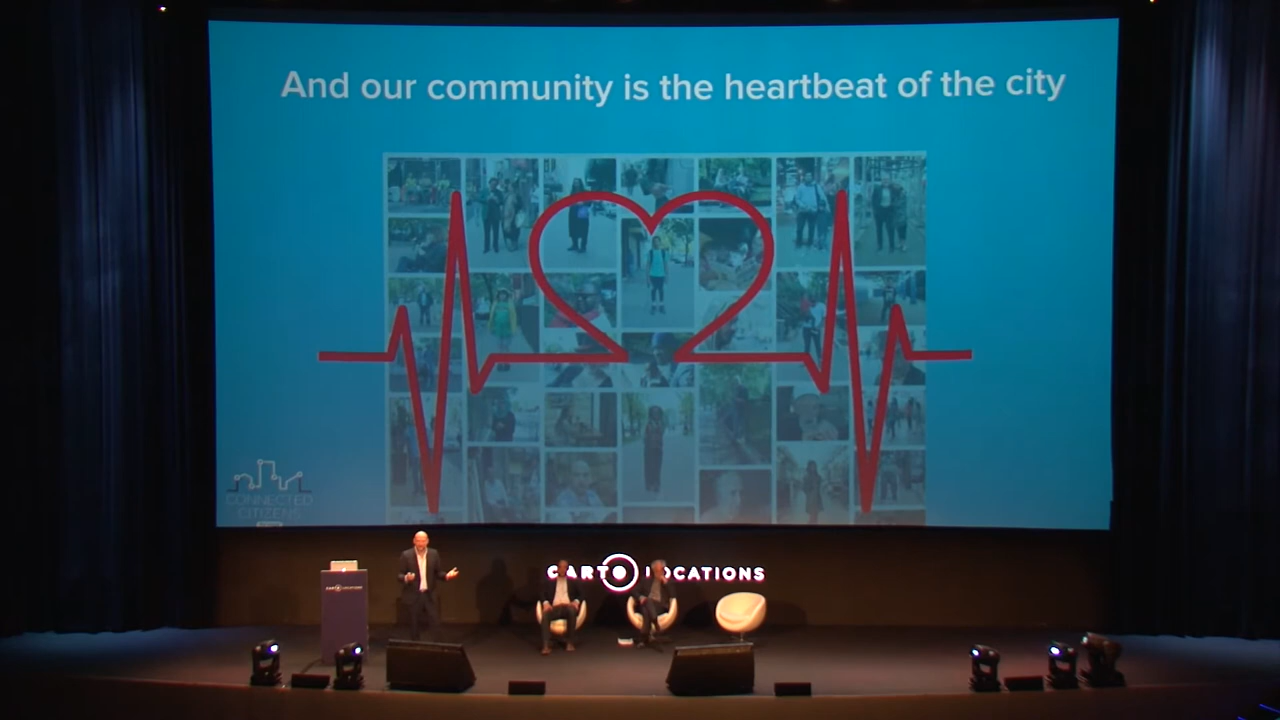 And our community is the heartbeat of the city
CONNECTED
CITIZENS
CARTO LOCATIONS